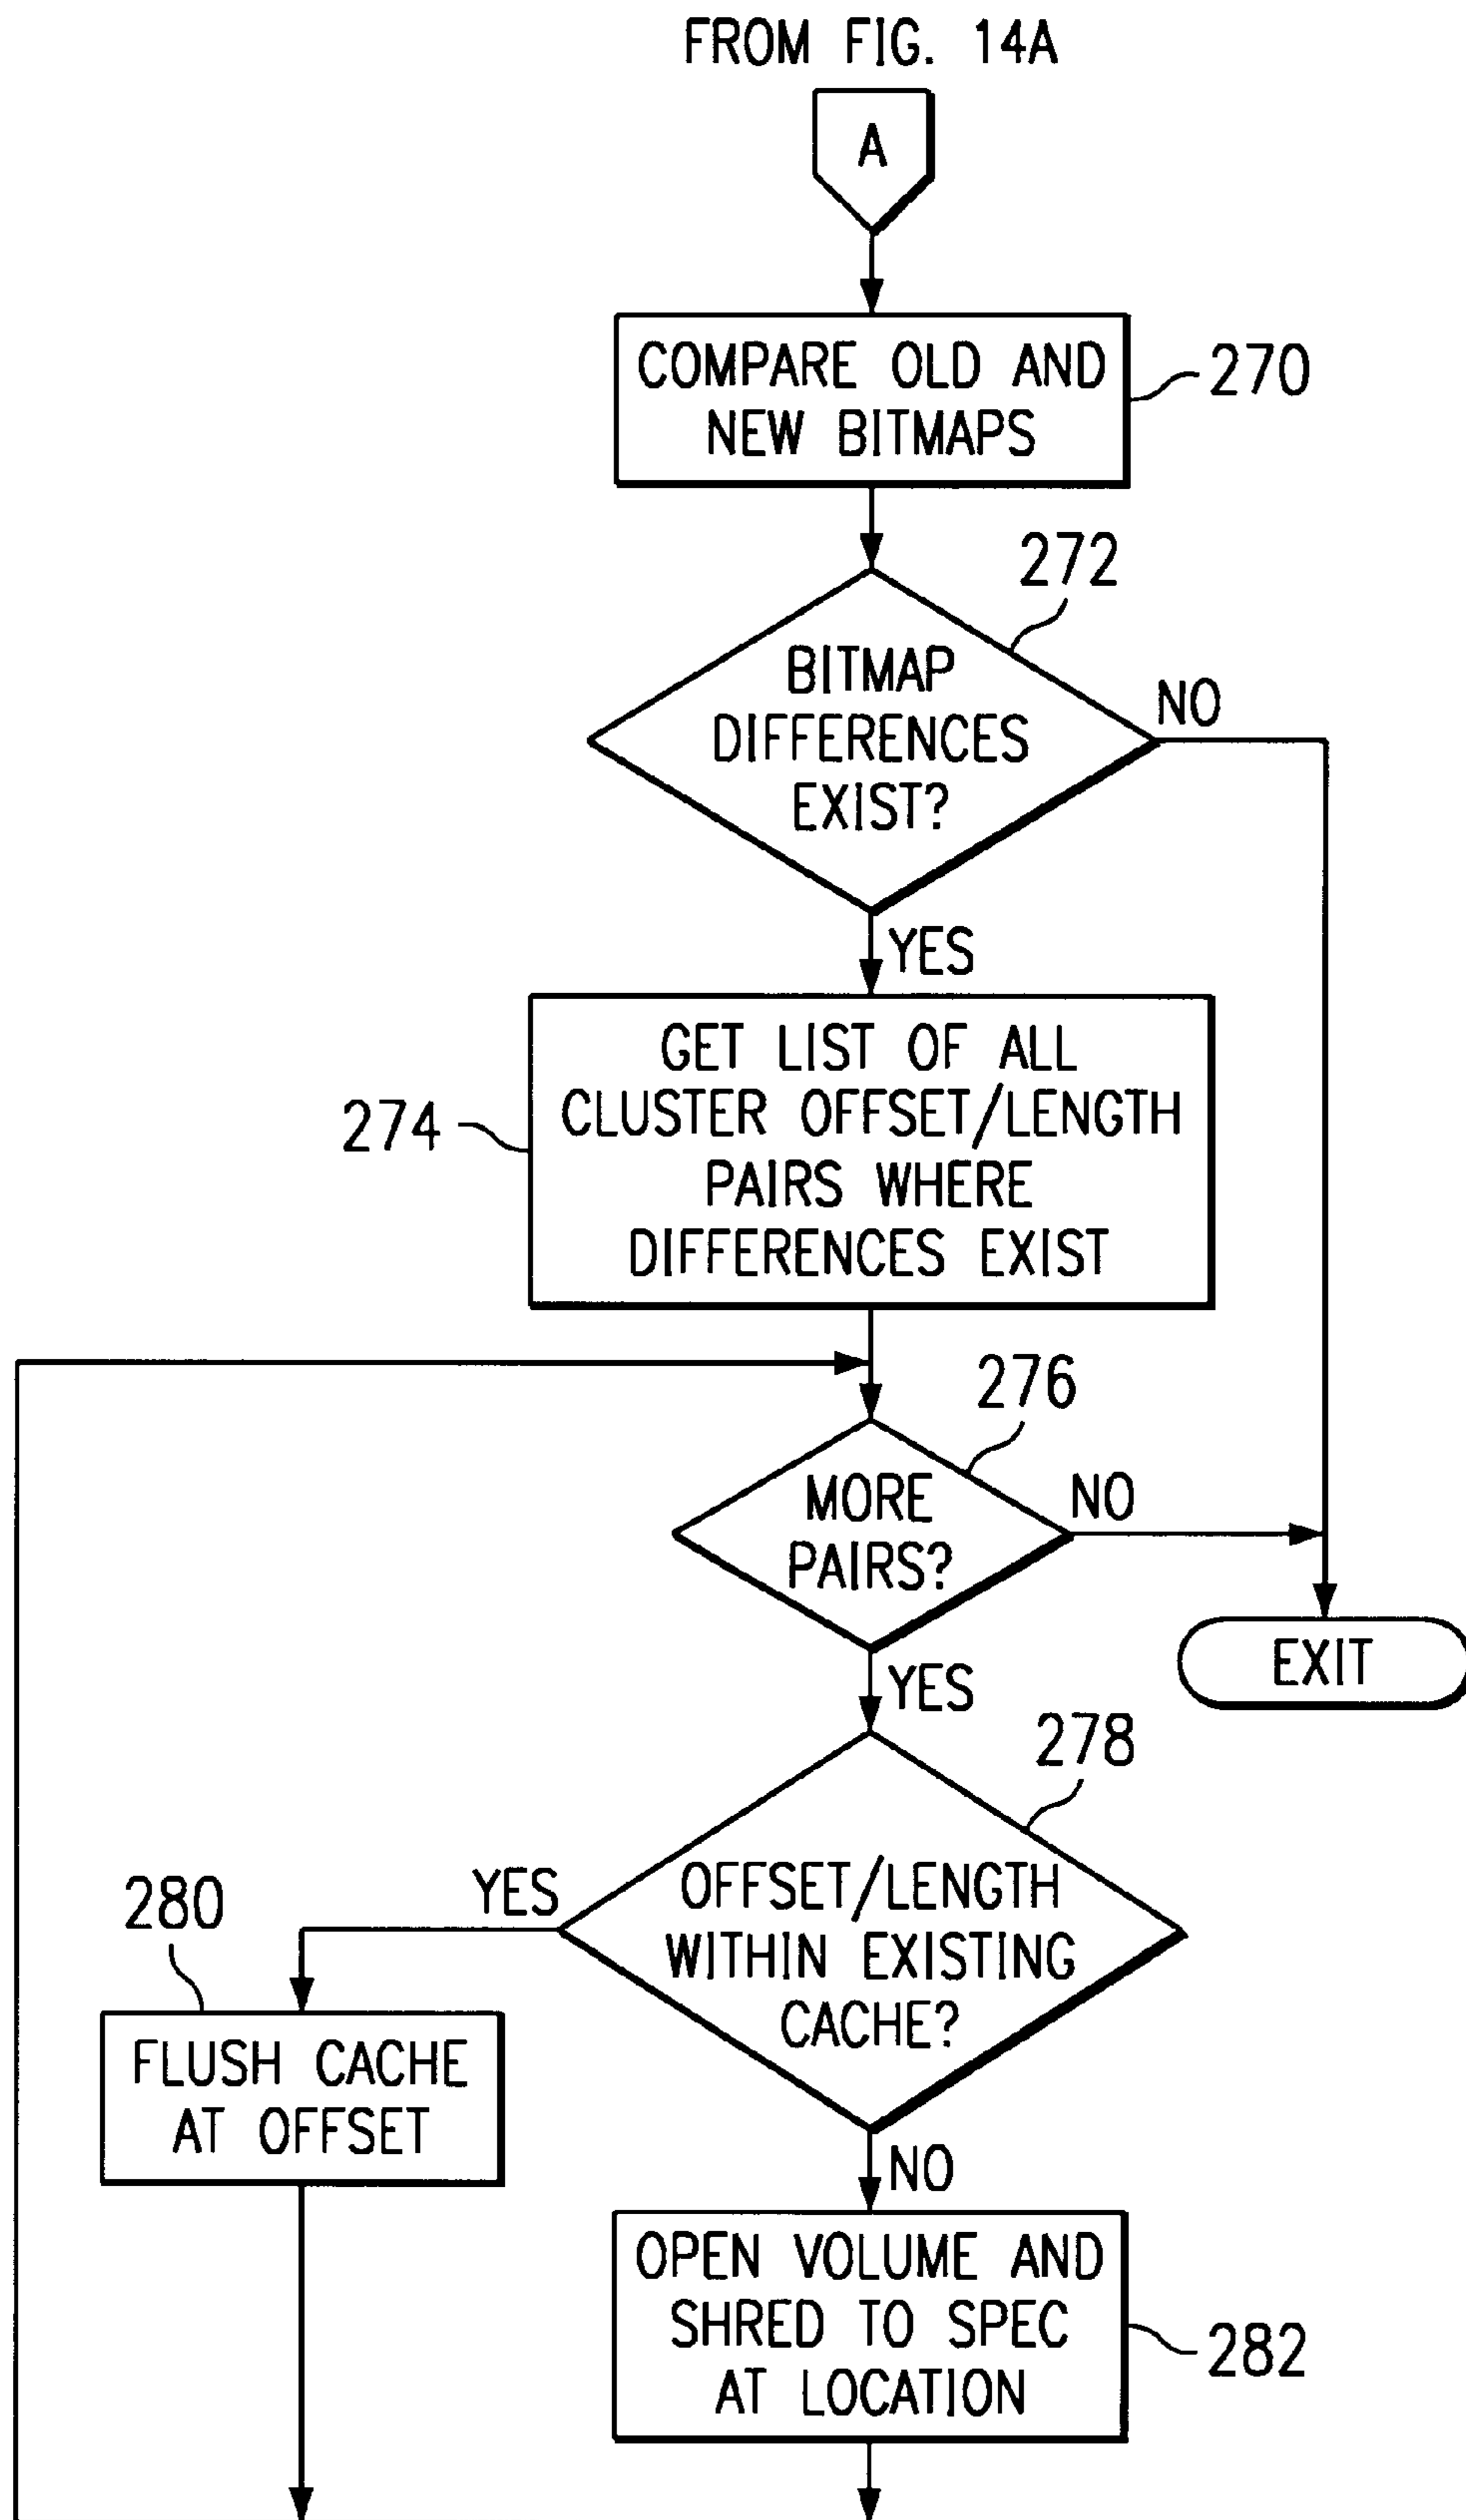 FROM FIG. 14A
A
COMPARE OLD AND
NEW BITMAPS
270
272
BITMAP
DIFFERENCES
EXIST?
NO
YES
GET LIST OF ALL
CLUSTER OFFSET/LENGTH
PAIRS WHERE
DIFFERENCES EXIST
274
276
MORE
PAIRS?
NO
EXIT
YES
278
OFFSET/LENGTH
WITHIN EXISTING
CACHE?
YES
280
FLUSH CACHE
AT OFFSET
NO
OPEN VOLUME AND
SHRED TO SPEC
AT LOCATION
282